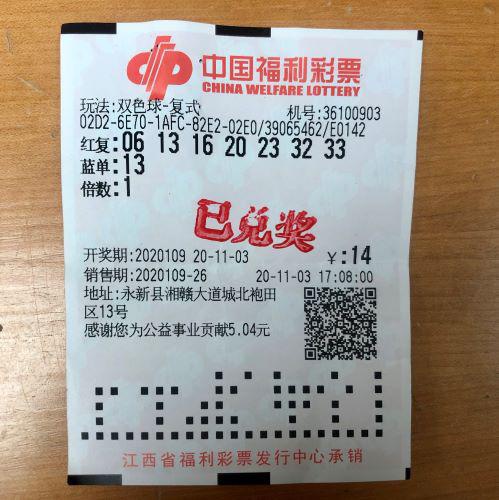 中国福利彩票
CHINA WELFARE LOTTERY
玩法:双色球-复式 机号:36100903
02D2-6E70-1AFC-82E2-02E0/39065462/E0142
红复:06 13 16 20 23 32 33
蓝单:13
倍数:1
已兑奖
开奖期:2020109 20-11-03 ¥:14
销售期:2020109-26 20-11-03 17:08:00
地址:永新县湘赣大道城北袍田
区13号
感谢您为公益事业贡献5.04元
江西省福利彩票发行中心承销